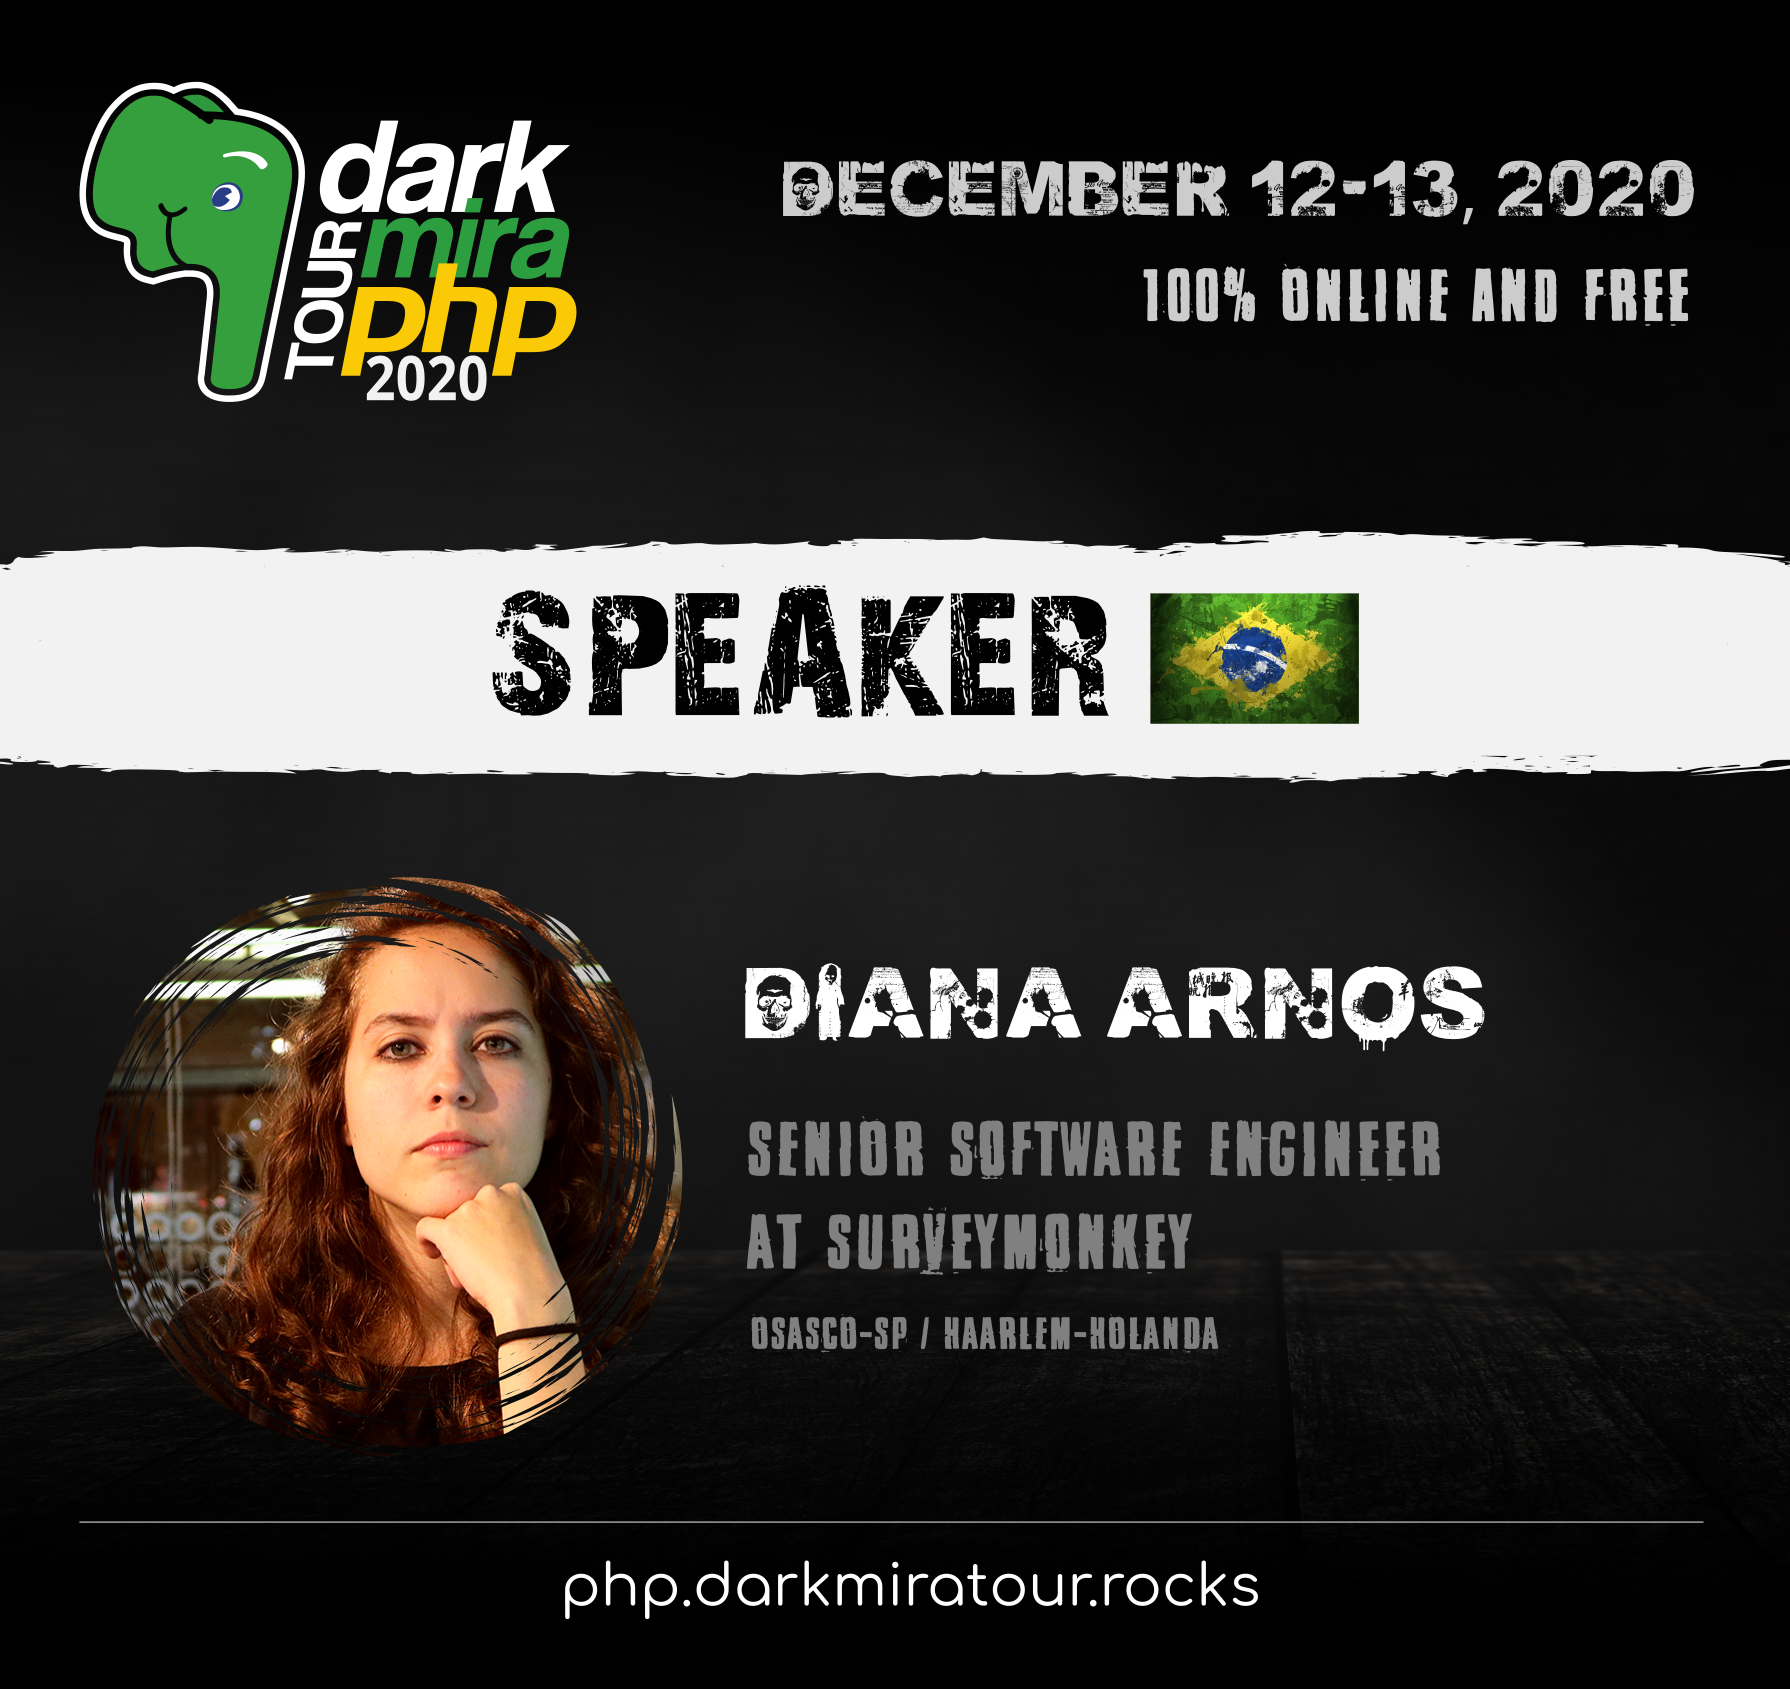 dark
mira
php
TOUR
2020
DECEMBER 12-13, 2020
100% ONLINE AND FREE
SPEAKER
DIANA ARNOS
SENIOR SOFTWARE ENGINEER
AT SURVEYMONKEY
OSASCO-SP / HAARLEM-HOLANDA
php.darkmiratour.rocks